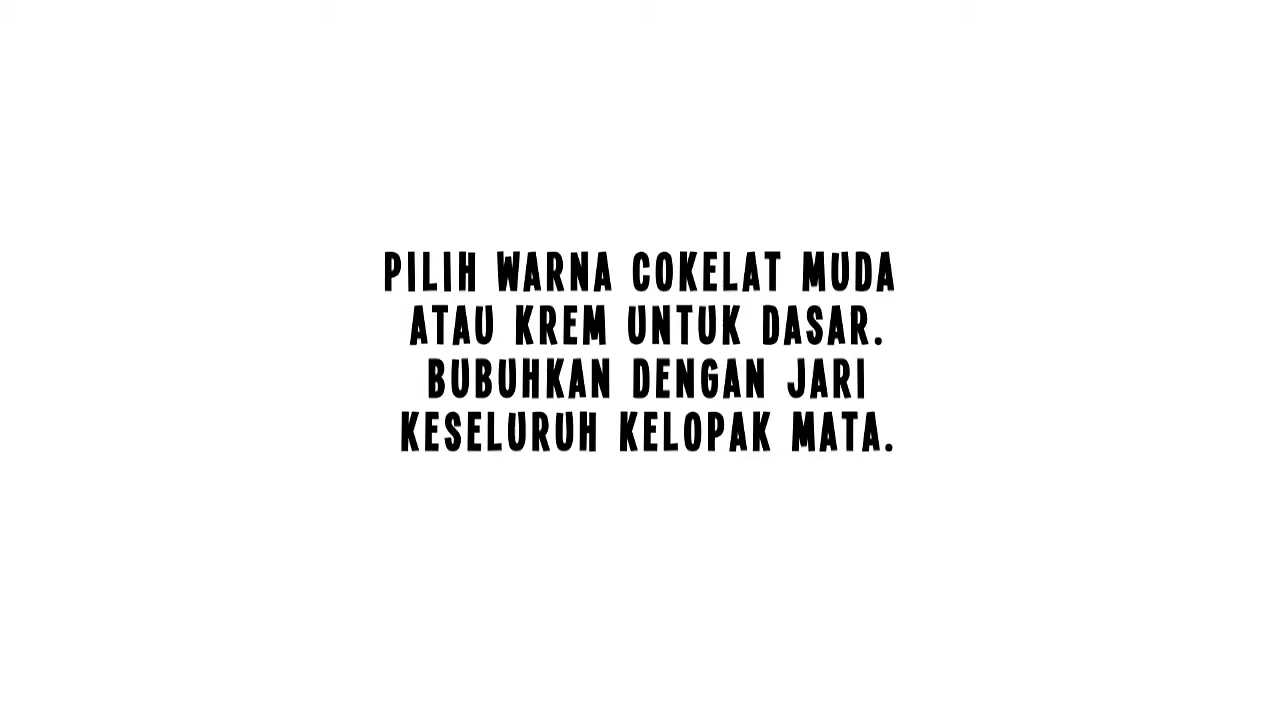 PILIH WARNA COKELAT MUDA
ATAU KREM UNTUK DASAR.
BUBUHKAN DENGAN JARI
KESELURUH KELOPAK MATA.